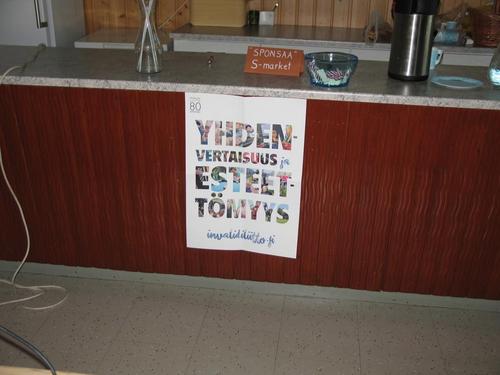 SPONSAA
S-market
80
YHDEN-
VERTAISUUS ja
ESTEET-
TÖMYYS
invalidiliitto.fi